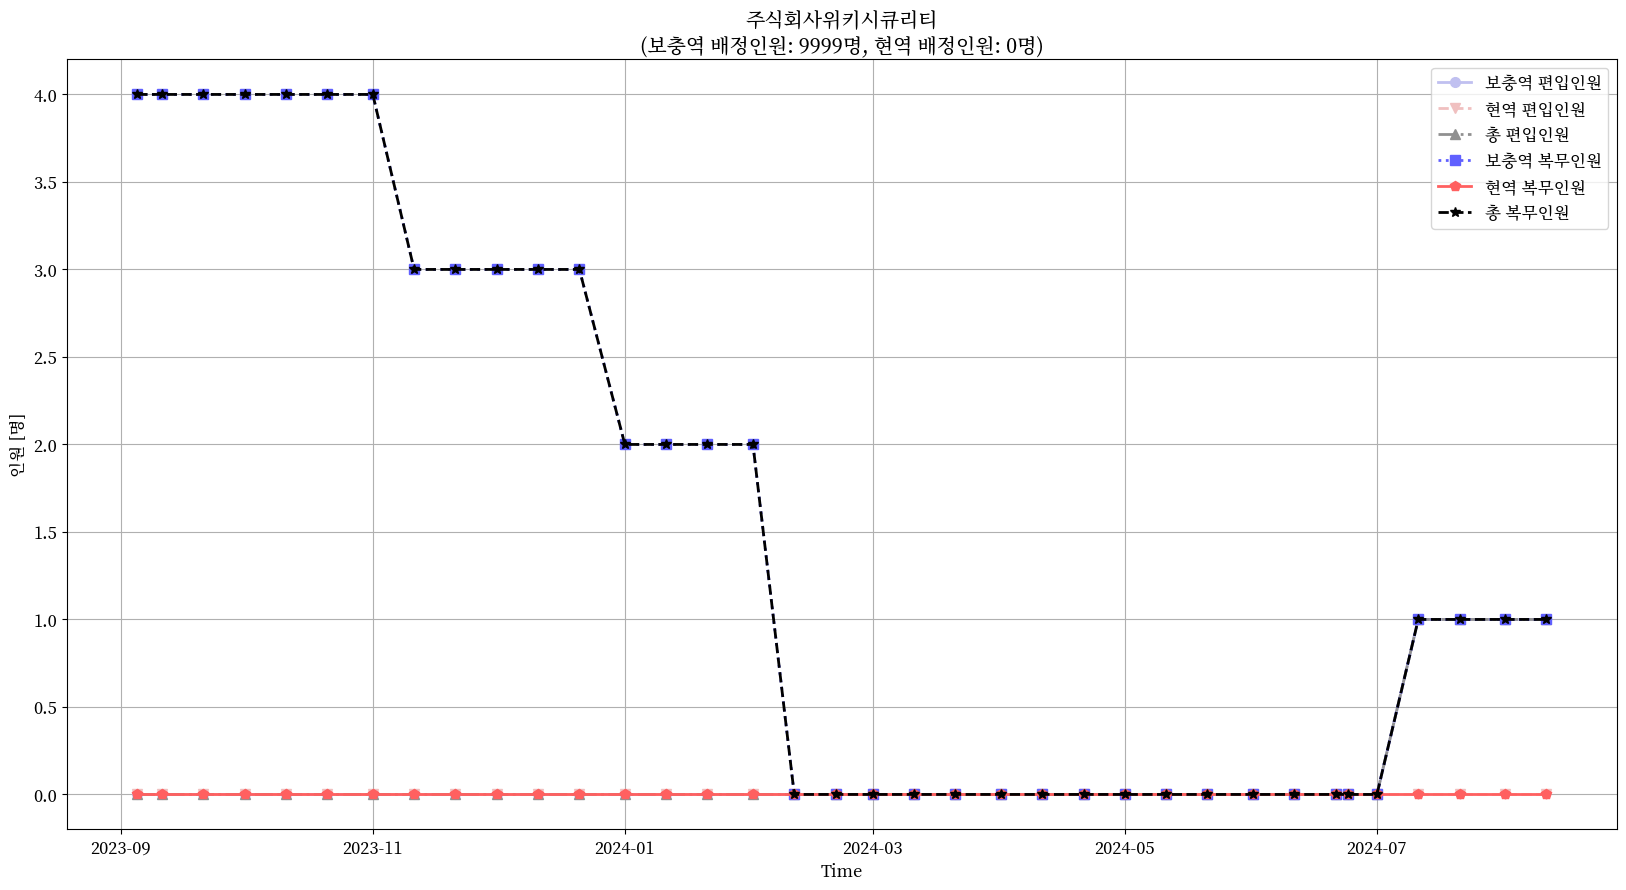 주식회사위키시큐리티
(보충역 배정인원: 9999명, 현역 배정인원: 0명)
보충역 편입인원
현역 편입인원
총 편입인원
보충역 복무인원
현역 복무인원
총 복무인원
인원 [명]
4.0
3.5
3.0
2.5
2.0
1.5
1.0
0.5
0.0
2023-09 2023-11 2024-01 2024-03 2024-05 2024-07
Time